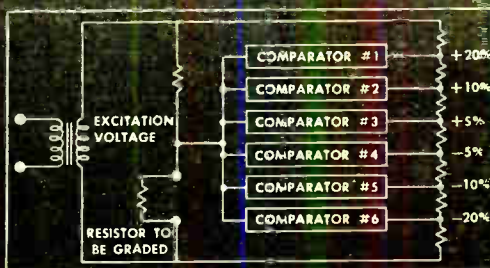 COMPARATOR #1
+20%
COMPARATOR #2
+10%
EXCITATION
VOLTAGE
COMPARATOR #3
+5%
COMPARATOR #4
-5%
COMPARATOR #5
-10%
RESISTOR TO
BE GRADED
COMPARATOR #6
-20%